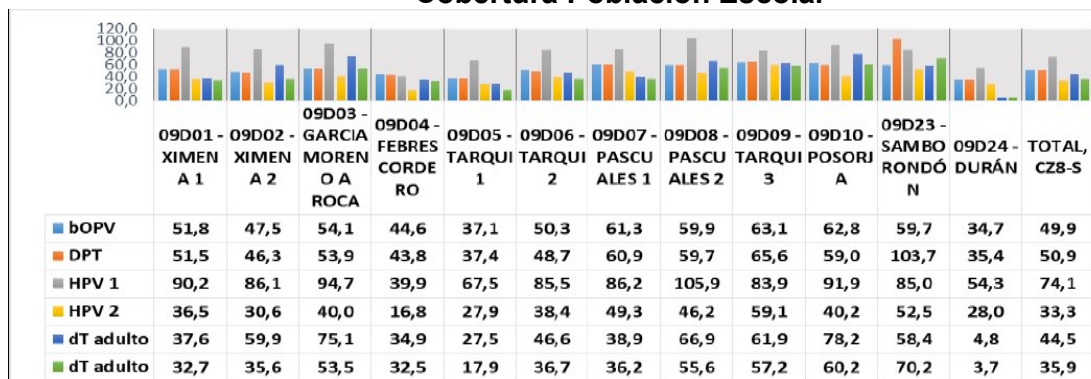 Cobertura Población Escolar
120,0
100,0
80,0
60,0
40,0
20,0
0,0
09D01 - XIMEN A 1
09D02 - XIMEN A 2
09D03 - GARCIA MORENO A ROCA
09D04 - FEBRES CORDE RO
09D05 - TARQUI 1
09D06 - TARQUI 2
09D07 - PASCU ALES 1
09D08 - PASCU ALES 2
09D09 - TARQUI 3
09D10 - POSORJ A
09D23 - SAMBO RONDÓ N
09D24 - DURÁN
TOTAL, CZ8-S
bOPV 51,8 47,5 54,1 44,6 37,1 50,3 61,3 59,9 63,1 62,8 59,7 34,7 49,9
DPT 51,5 46,3 53,9 43,8 37,4 48,7 60,9 59,7 65,6 59,0 103,7 35,4 50,9
HPV 1 90,2 86,1 94,7 39,9 67,5 85,5 86,2 105,9 83,9 91,9 85,0 54,3 74,1
HPV 2 36,5 30,6 40,0 16,8 27,9 38,4 49,3 46,2 59,1 40,2 52,5 28,0 33,3
dT adulto 37,6 59,9 75,1 34,9 27,5 46,6 38,9 66,9 61,9 78,2 58,4 4,8 44,5
dT adulto 32,7 35,6 53,5 32,5 17,9 36,7 36,2 55,6 57,2 60,2 70,2 3,7 35,9